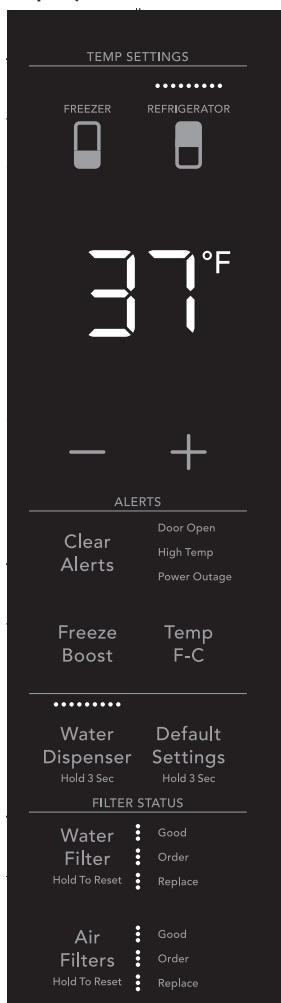 TEMP SETTINGS
FREEZER REFRIGERATOR
37°F
— +
ALERTS
Clear
Alerts
Door Open
High Temp
Power Outage
Freeze
Boost
Temp
F-C
Water
Dispenser
Hold 3 Sec
Default
Settings
Hold 3 Sec
FILTER STATUS
Water
Filter
Hold To Reset
Good
Order
Replace
Air
Filters
Hold To Reset
Good
Order
Replace